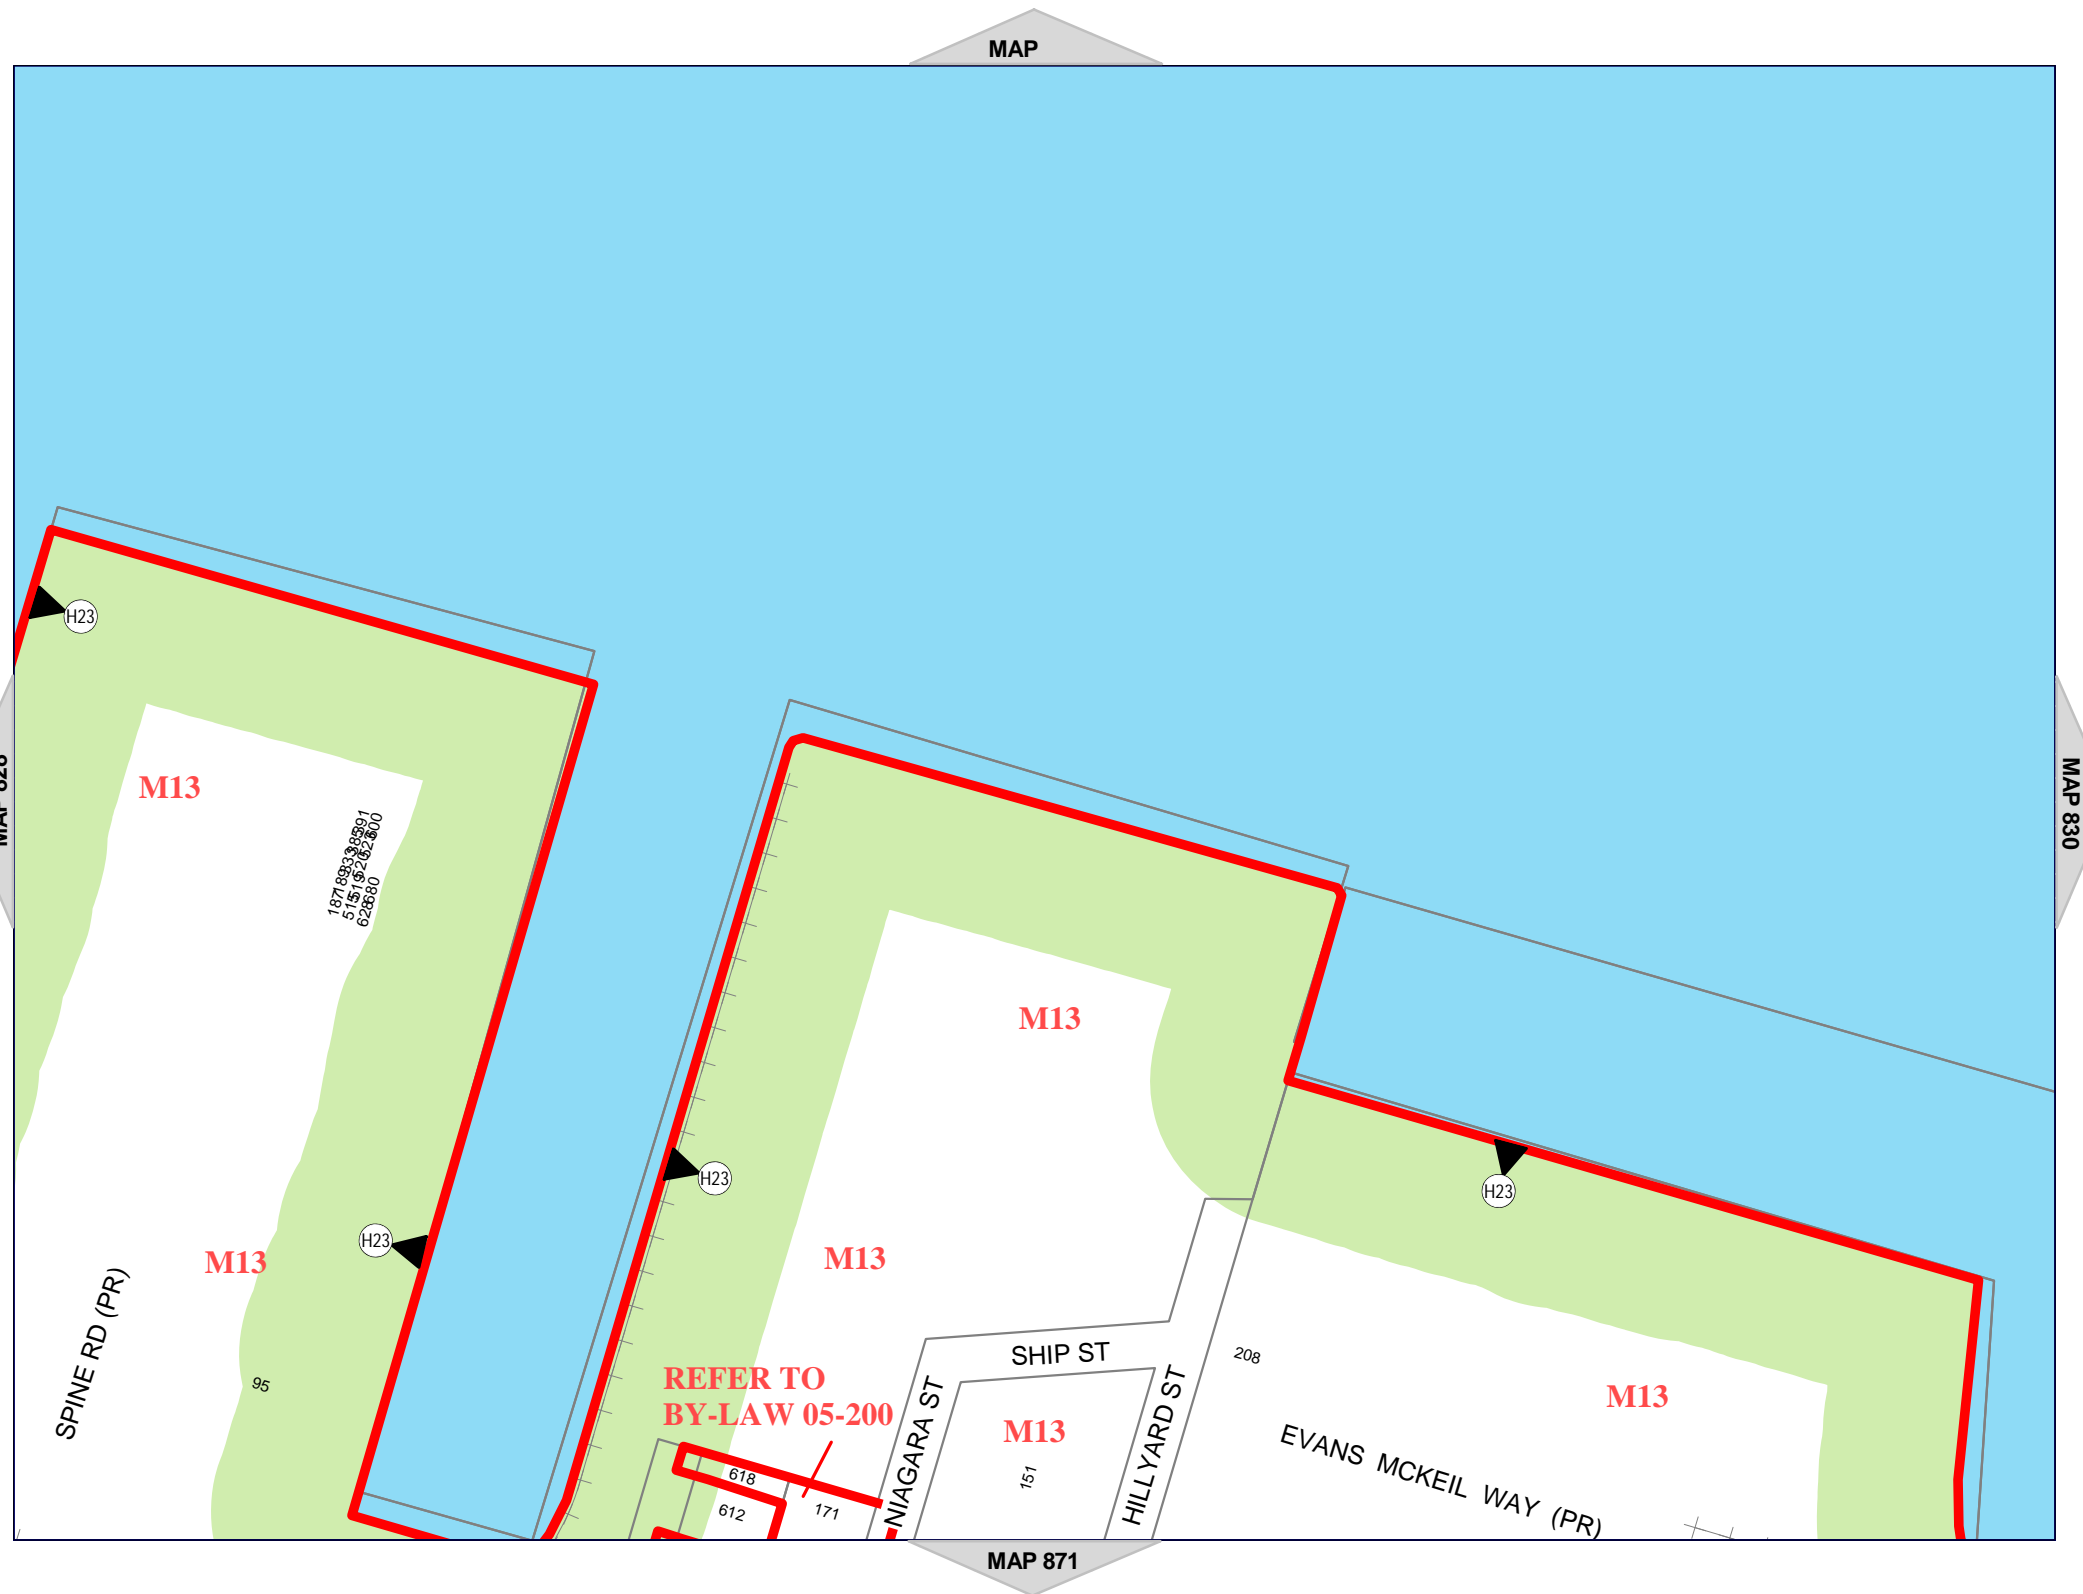 MAP
H23
M13
M13
H23
H23
M13
M13
H23
M13
SPINE RD (PR)
95
REFER TO
BY-LAW 05-200
618
612
171
NIAGARA ST
SHIP ST
M13
151
HILLYARD ST
208
M13
EVANS MCKEIL WAY (PR)
MAP 830
MAP 871